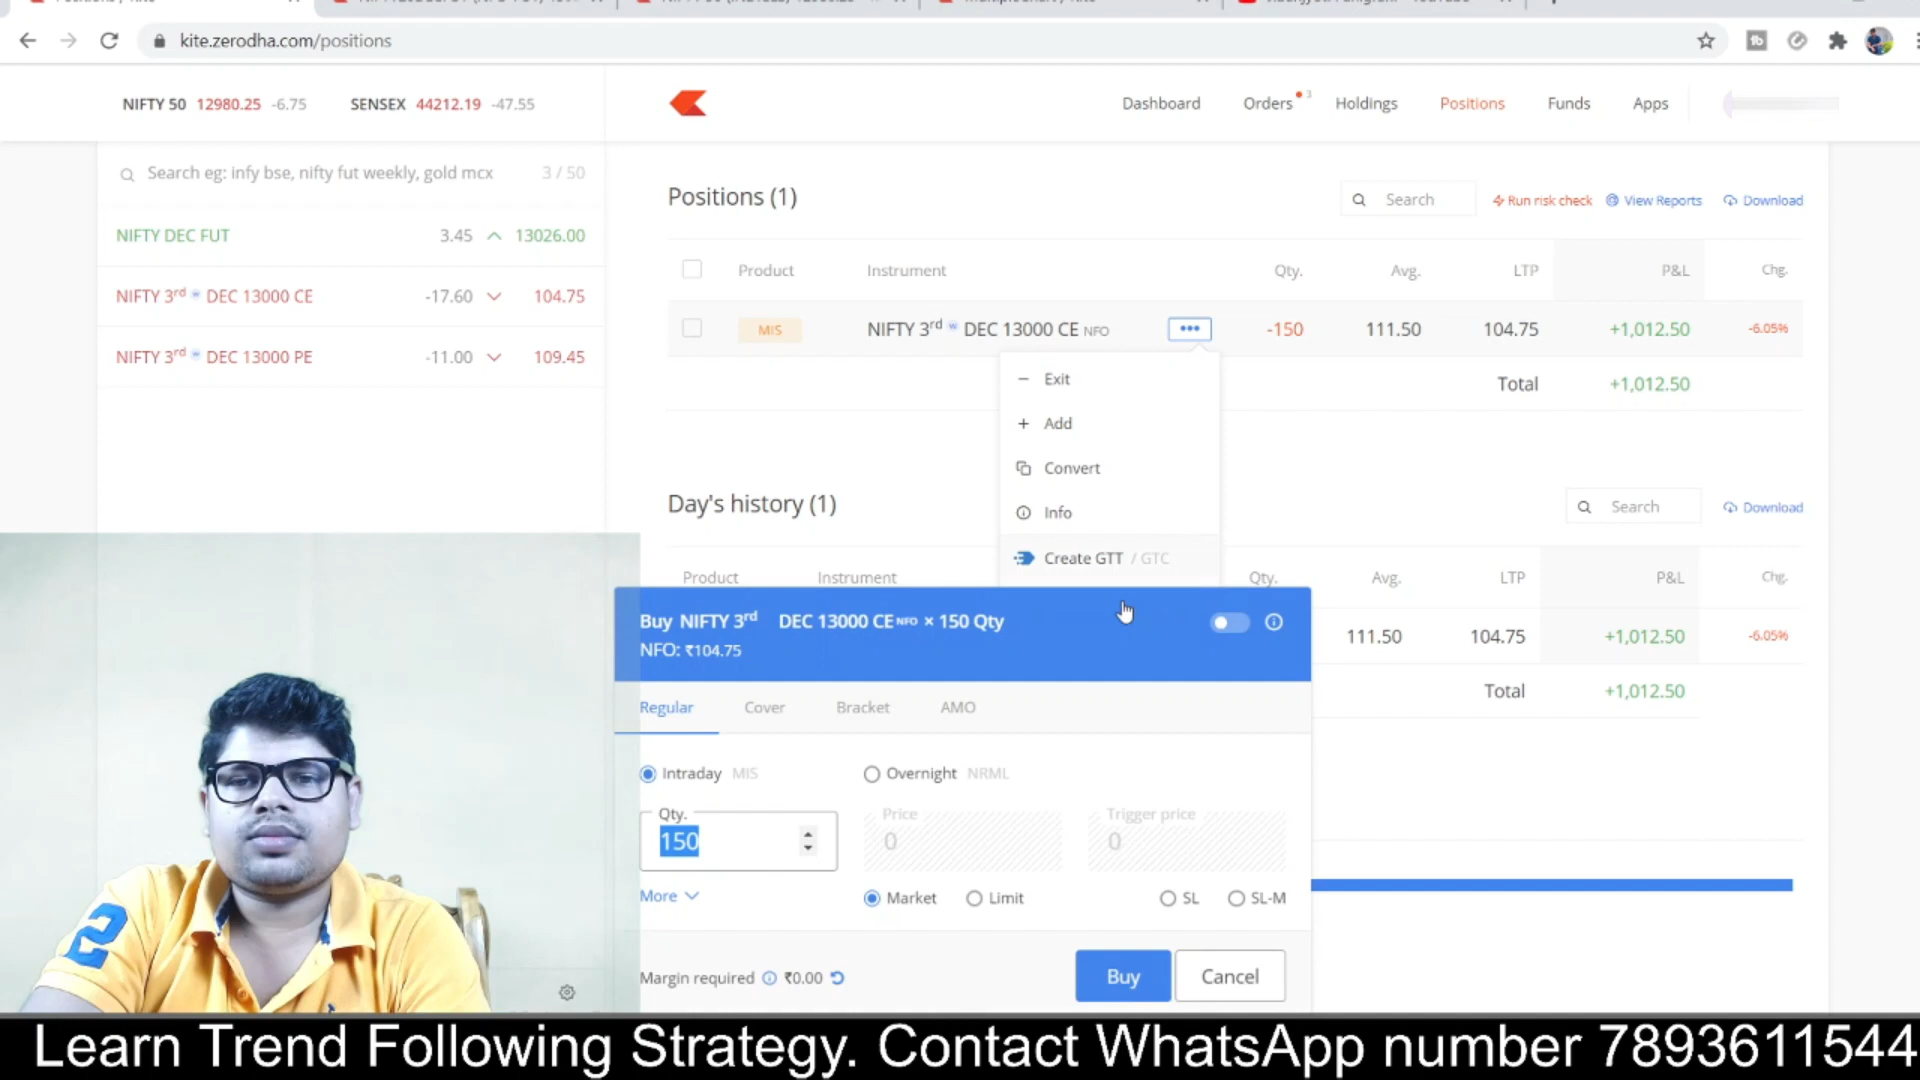 kite.zerodha.com/positions
NIFTY 50 12980.25 -6.75 SENSEX 44212.19 -47.55
Dashboard Orders 3 Holdings Positions Funds Apps
Search eg: infy bse, nifty fut weekly, gold mcx 3 / 50
NIFTY DEC FUT 3.45 13026.00
NIFTY 3rd w DEC 13000 CE -17.60 104.75
NIFTY 3rd w DEC 13000 PE -11.00 109.45
Positions (1)
Search Run risk check View Reports Download
Product Instrument Qty. Avg. LTP P&L Chg.
MIS NIFTY 3rd w DEC 13000 CE NFO ••• -150 111.50 104.75 +1,012.50 -6.05%
Total +1,012.50
Exit
Add
Convert
Info
Create GTT / GTC
Day's history (1)
Search Download
Product Instrument Qty. Avg. LTP P&L Chg.
111.50 104.75 +1,012.50 -6.05%
Total +1,012.50
Buy NIFTY 3rd DEC 13000 CE NFO × 150 Qty
NFO: ₹104.75
Regular Cover Bracket AMO
Intraday MIS Overnight NRML
Qty. Price Trigger price
150 0 0
More Market Limit SL SL-M
Margin required ₹0.00 Buy Cancel
2
Learn Trend Following Strategy. Contact WhatsApp number 7893611544